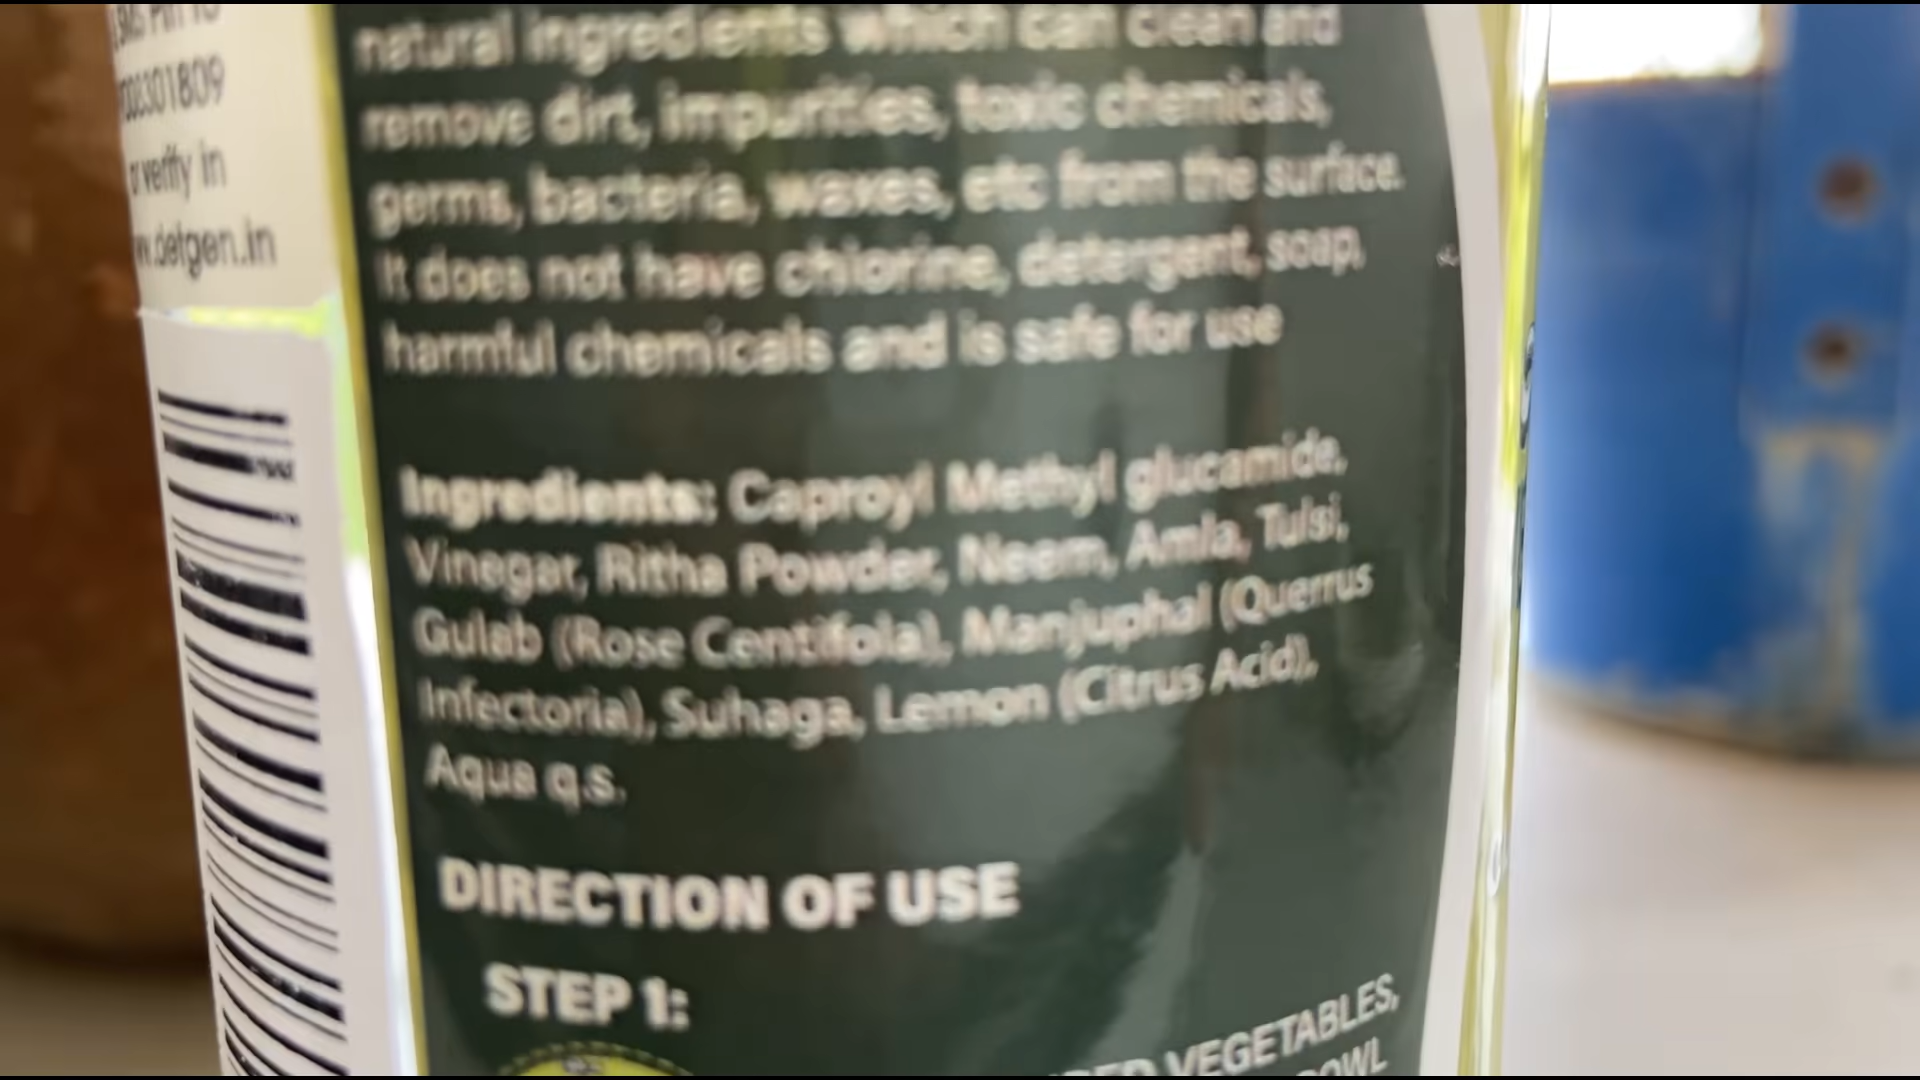 301809
verify in
w.detgen.in
natural ingredients which can clean and
remove dirt, impurities, toxic chemicals,
germs, bacteria, waxes, etc from the surface.
It does not have chlorine, detergent, soap,
harmful chemicals and is safe for use
Ingredients: Caproyl Methyl glucamide,
Vinegar, Ritha Powder, Neem, Amla, Tulsi,
Gulab (Rose Centifola), Manjuphal (Querrus
Infectoria), Suhaga, Lemon (Citrus Acid),
Aqua q.s.
DIRECTION OF USE
STEP 1:
VEGETABLES,